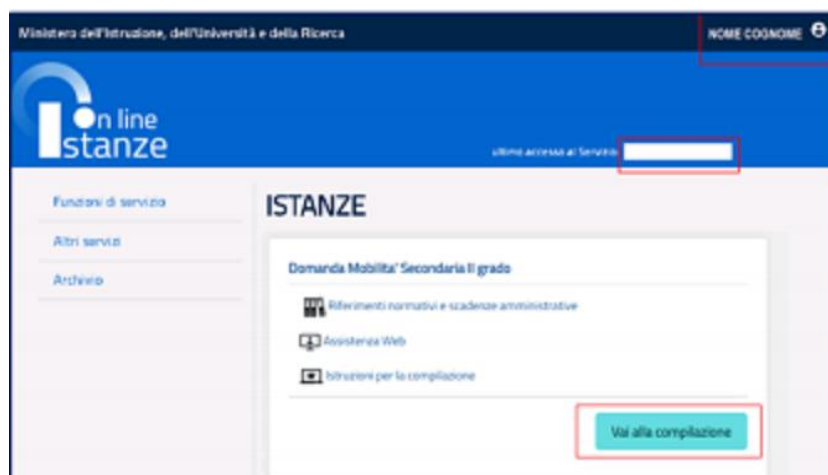 Ministero dell'Istruzione, dell'Università e della Ricerca
NOME COGNOME
On line
Istanze
ultimo accesso al Servizio
Funzioni di servizio
ISTANZE
Altri servizi
Archivio
Domanda Mobilita' Secondaria II grado
Riferimenti normativi e scadenze amministrative
Assistenza Web
Istruzioni per la compilazione
Vai alla compilazione